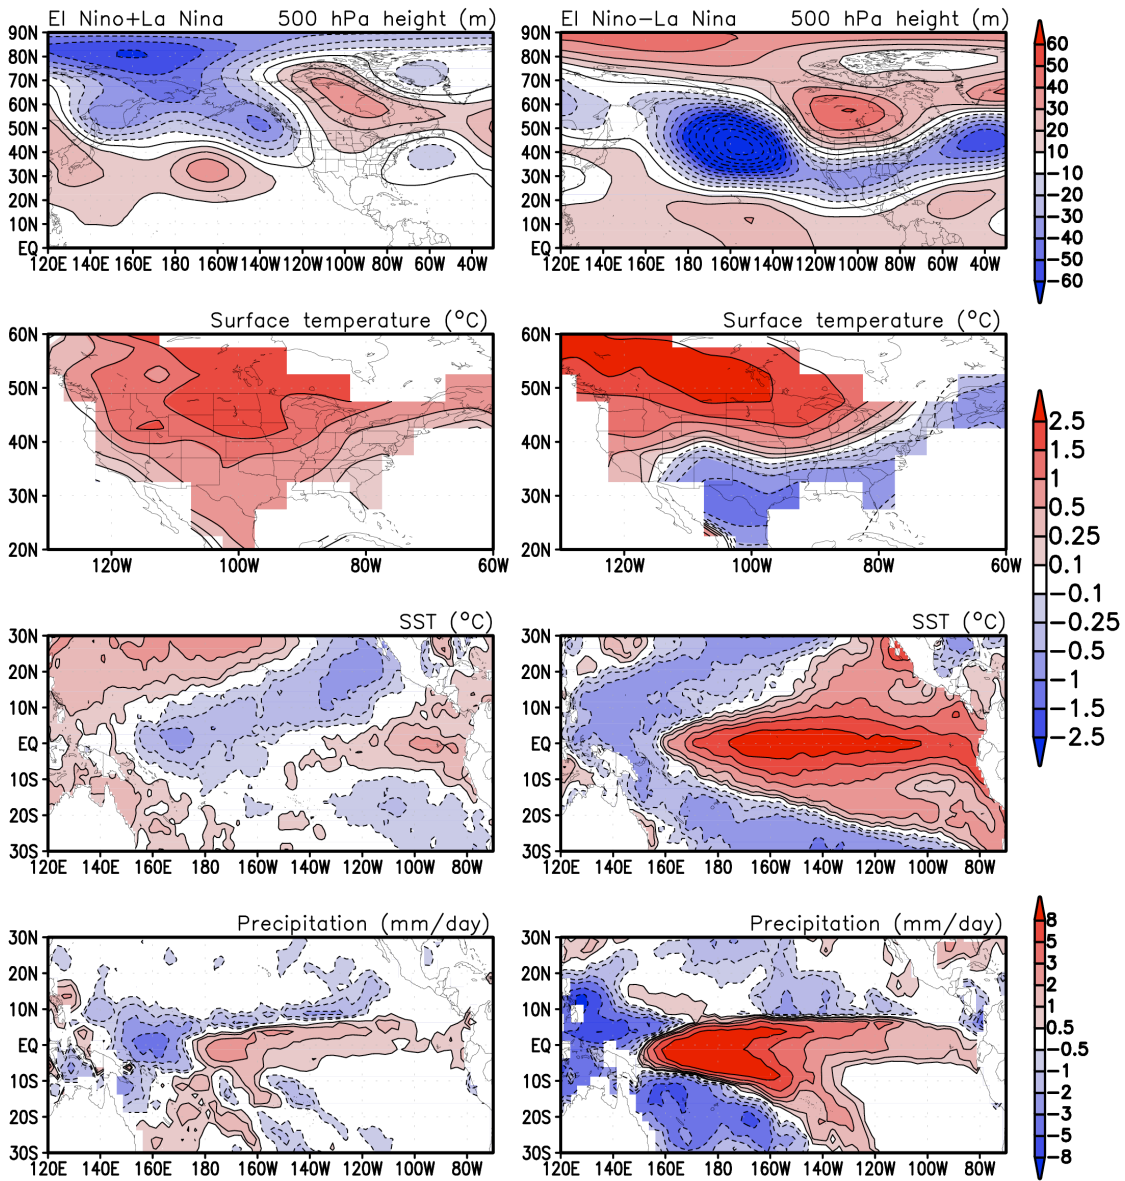 El Nino+La Nina 500 hPa height (m)
El Nino−La Nina 500 hPa height (m)
90N
80N
70N
60N
50N
40N
30N
20N
10N
EQ
120E 140E 160E 180 160W 140W 120W 100W 80W 60W 40W
90N
80N
70N
60N
50N
40N
30N
20N
10N
EQ
120E 140E 160E 180 160W 140W 120W 100W 80W 60W 40W
60
50
40
30
20
10
−10
−20
−30
−40
−50
−60
Surface temperature (°C)
Surface temperature (°C)
60N
50N
40N
30N
20N
120W 100W 80W 60W
60N
50N
40N
30N
20N
120W 100W 80W 60W
2.5
1.5
1
0.5
0.25
0.1
−0.1
−0.25
−0.5
−1
−1.5
−2.5
SST (°C)
SST (°C)
30N
20N
10N
EQ
10S
20S
30S
120E 140E 160E 180 160W 140W 120W 100W 80W
30N
20N
10N
EQ
10S
20S
30S
120E 140E 160E 180 160W 140W 120W 100W 80W
Precipitation (mm/day)
Precipitation (mm/day)
30N
20N
10N
EQ
10S
20S
30S
120E 140E 160E 180 160W 140W 120W 100W 80W
30N
20N
10N
EQ
10S
20S
30S
120E 140E 160E 180 160W 140W 120W 100W 80W
8
5
3
2
1
0.5
−0.5
−1
−2
−3
−5
−8